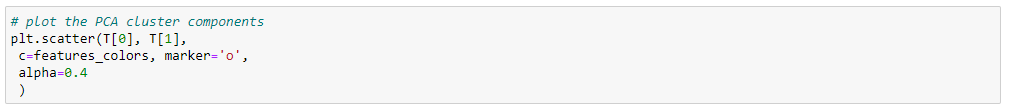 # plot the PCA cluster components
plt.scatter(T[0], T[1],
c=features_colors, marker='o',
alpha=0.4
)